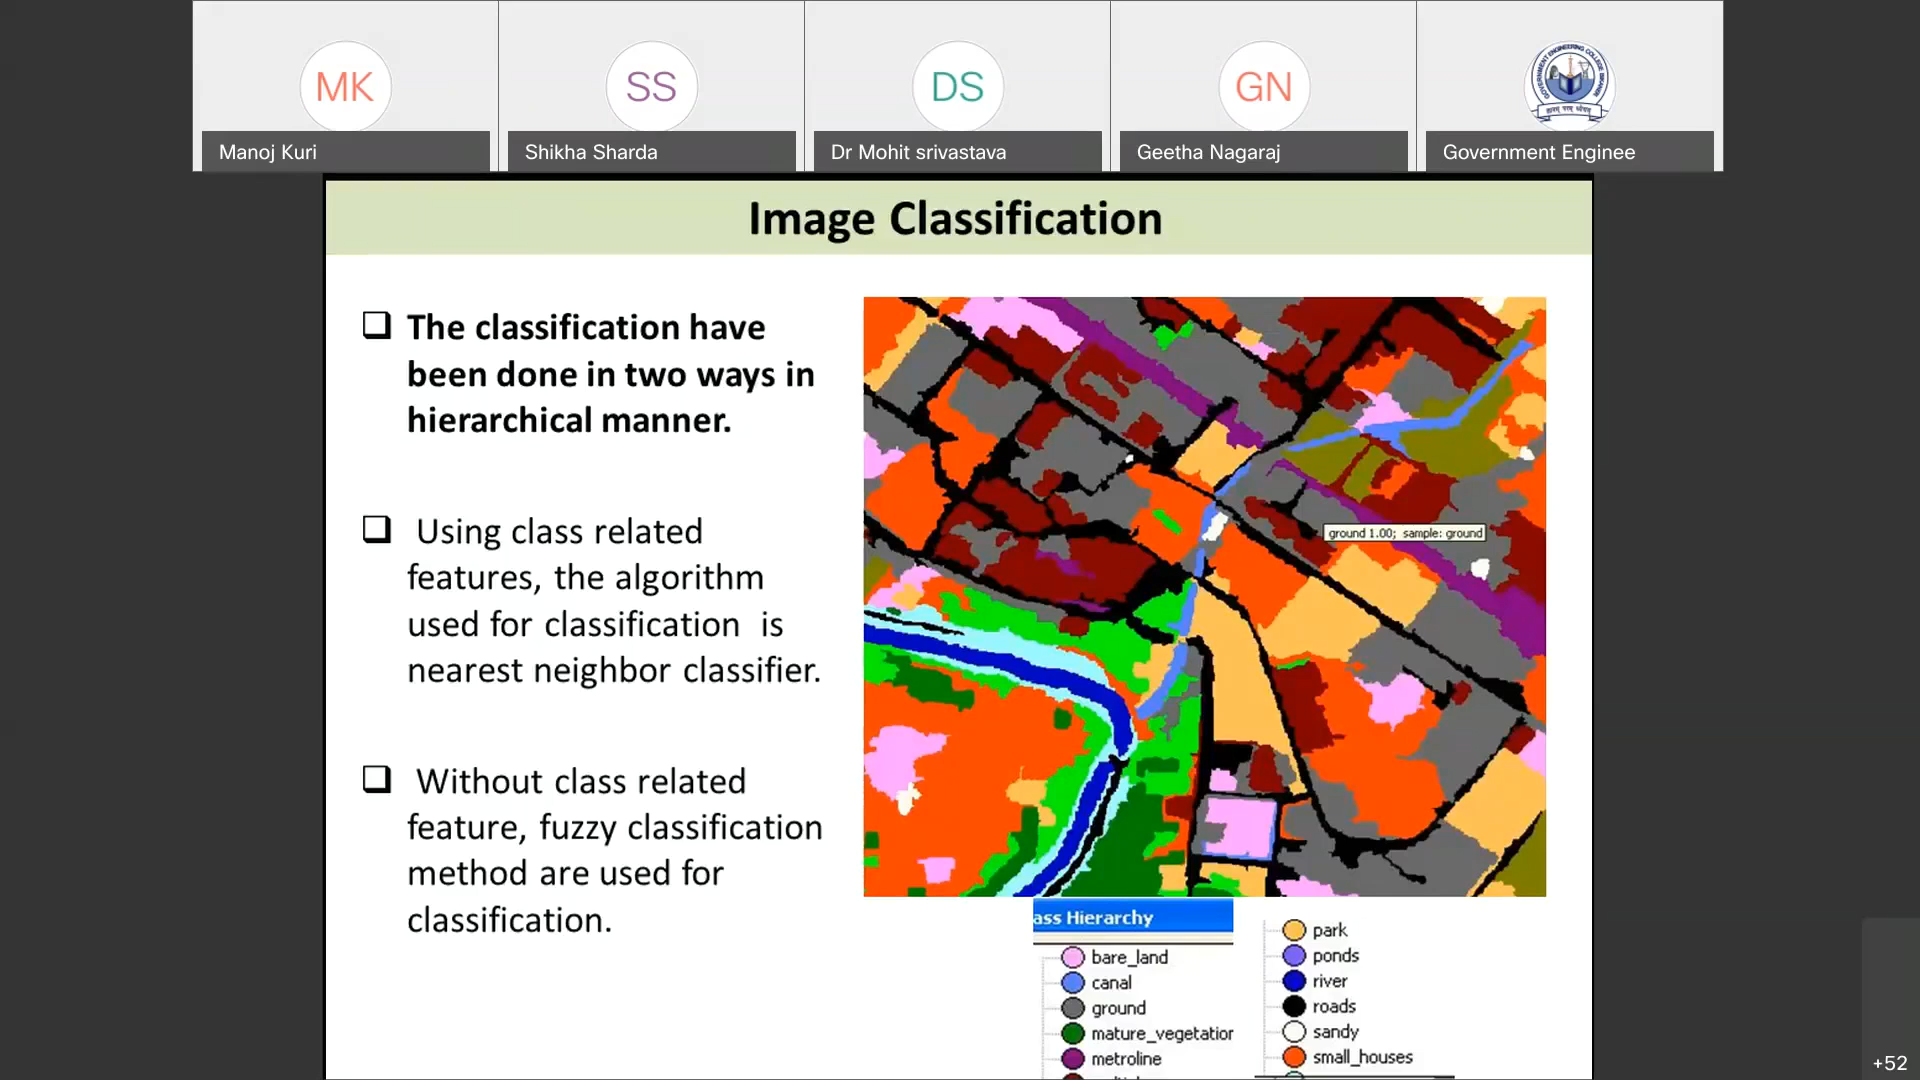 MK
SS
DS
GN
Manoj Kuri
Shikha Sharda
Dr Mohit srivastava
Geetha Nagaraj
Government Enginee
Image Classification
The classification have
been done in two ways in
hierarchical manner.
Using class related
features, the algorithm
used for classification is
nearest neighbor classifier.
Without class related
feature, fuzzy classification
method are used for
classification.
ground 1.00; sample: ground
ass Hierarchy
bare_land
canal
ground
mature_vegetation
metroline
park
ponds
river
roads
sandy
small_houses
+52